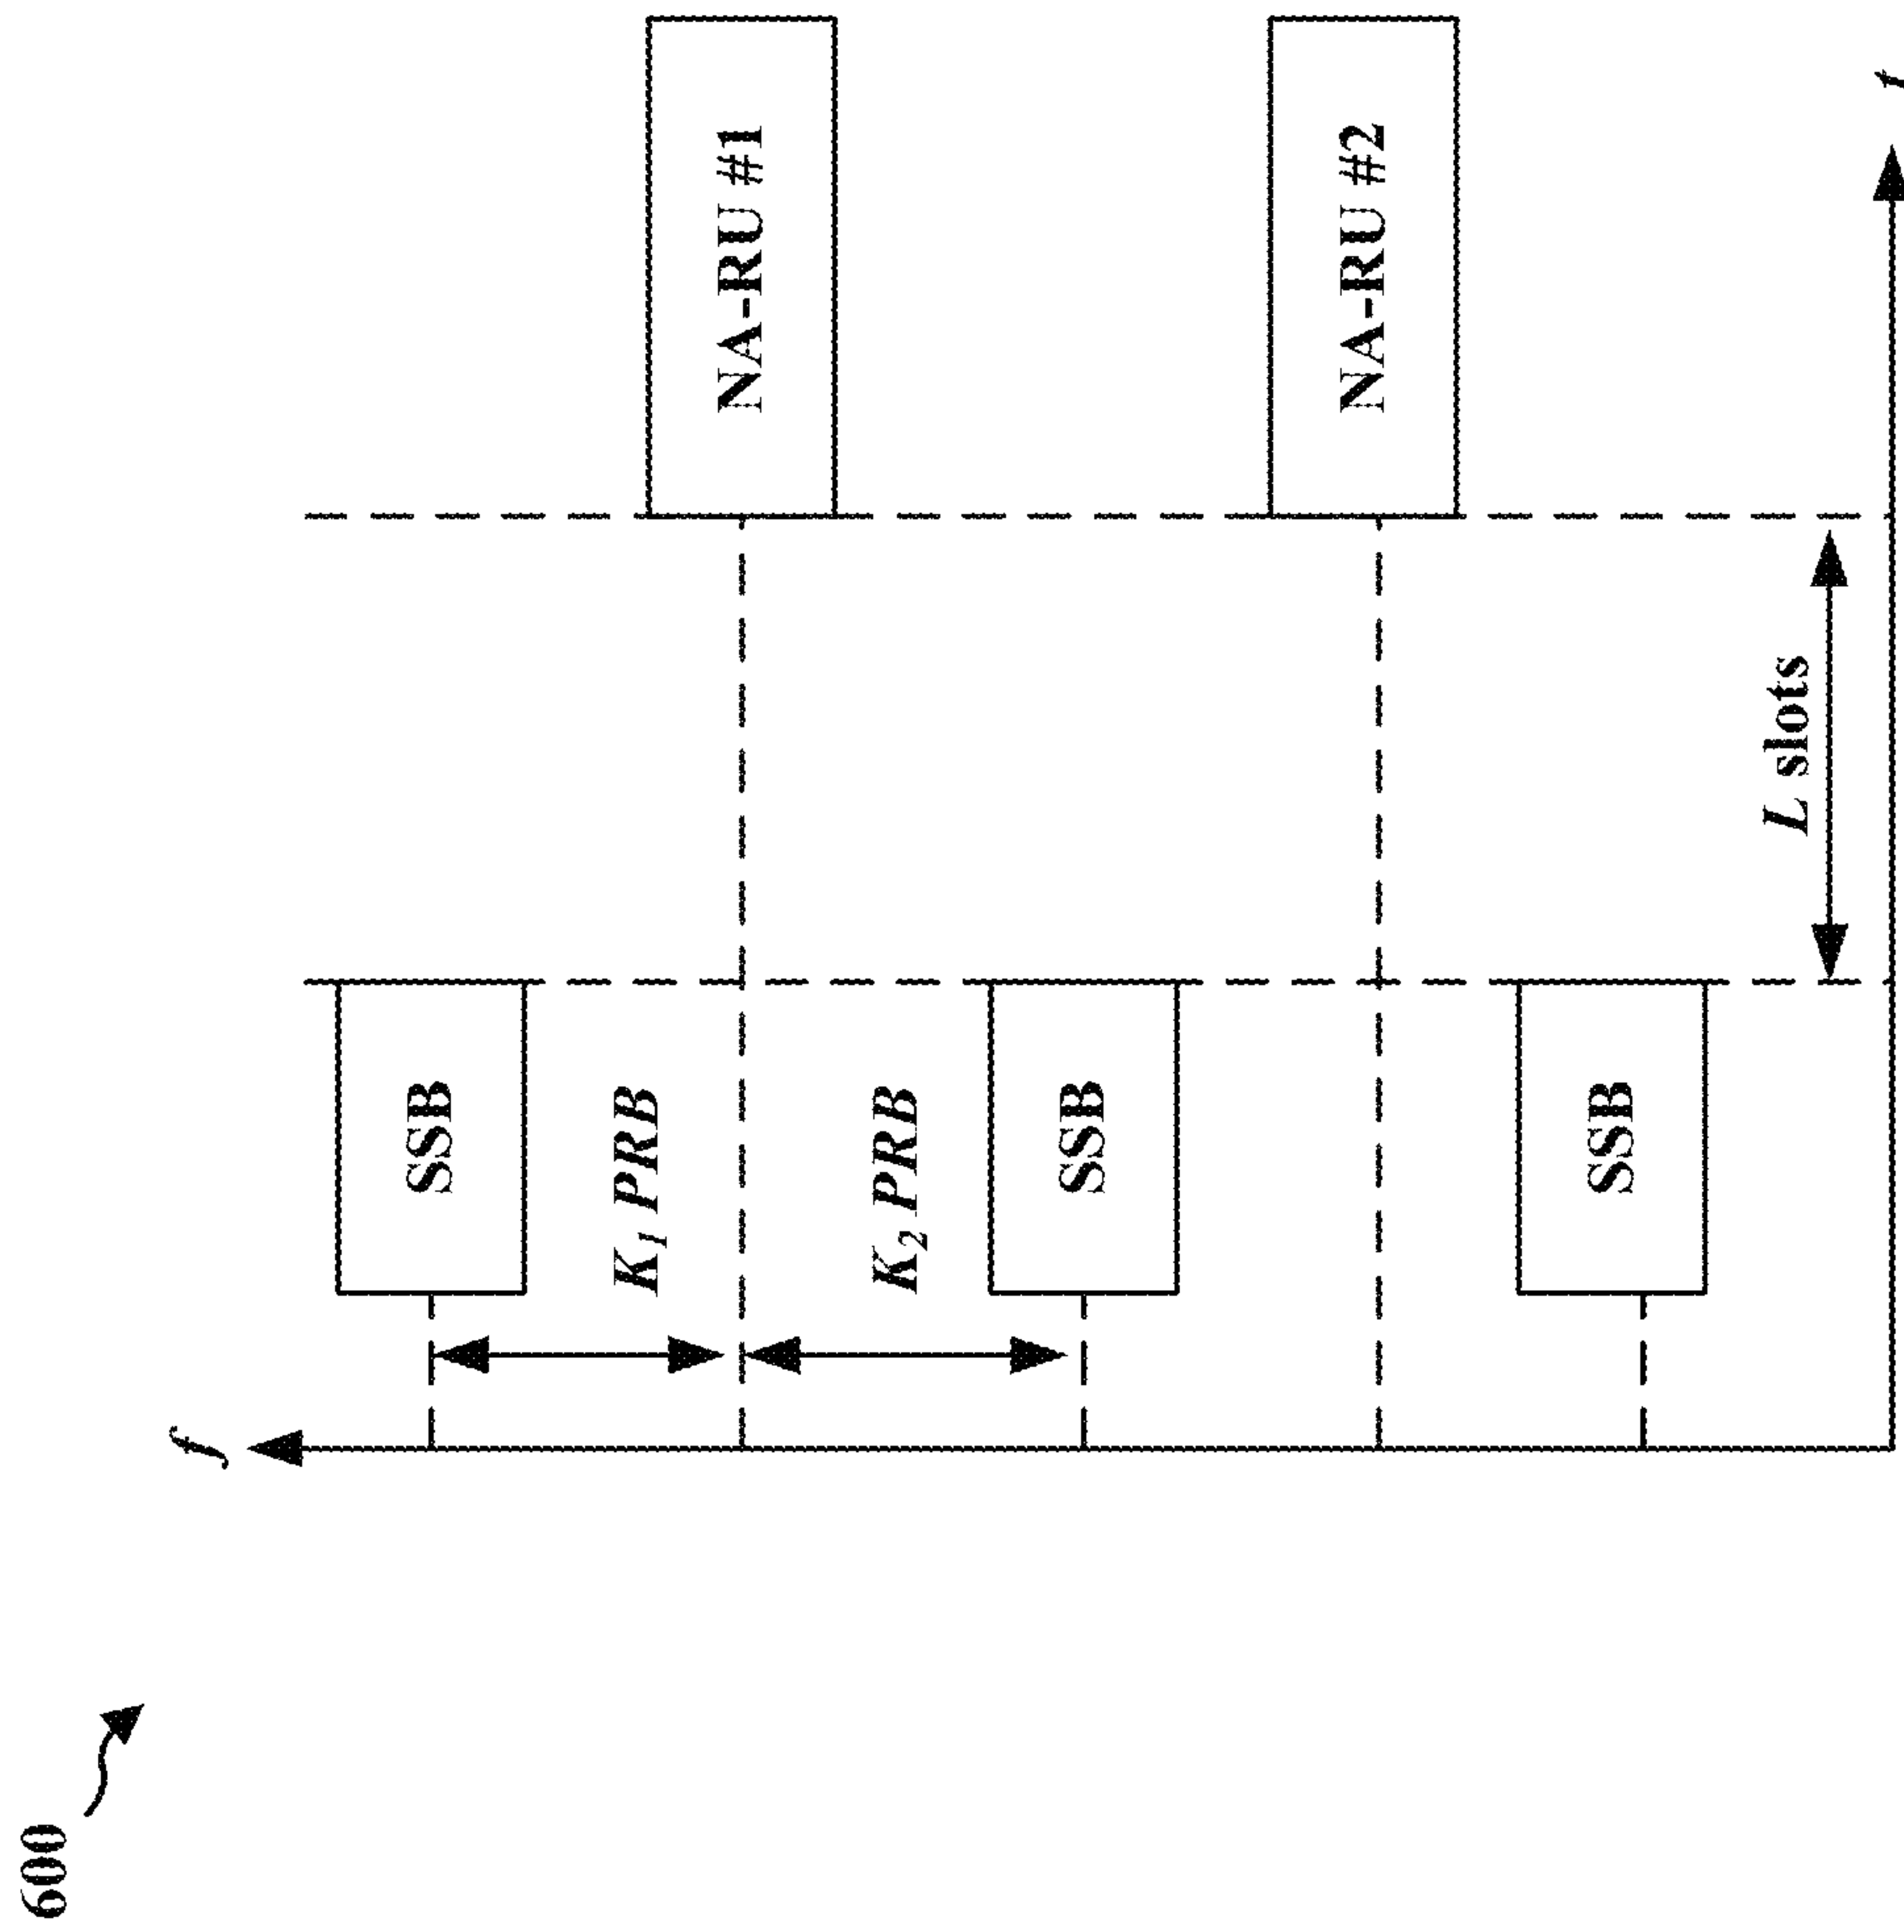 600
f
SSB
K1 PRB
NA-RU #1
K2 PRB
SSB
NA-RU #2
SSB
L slots
t